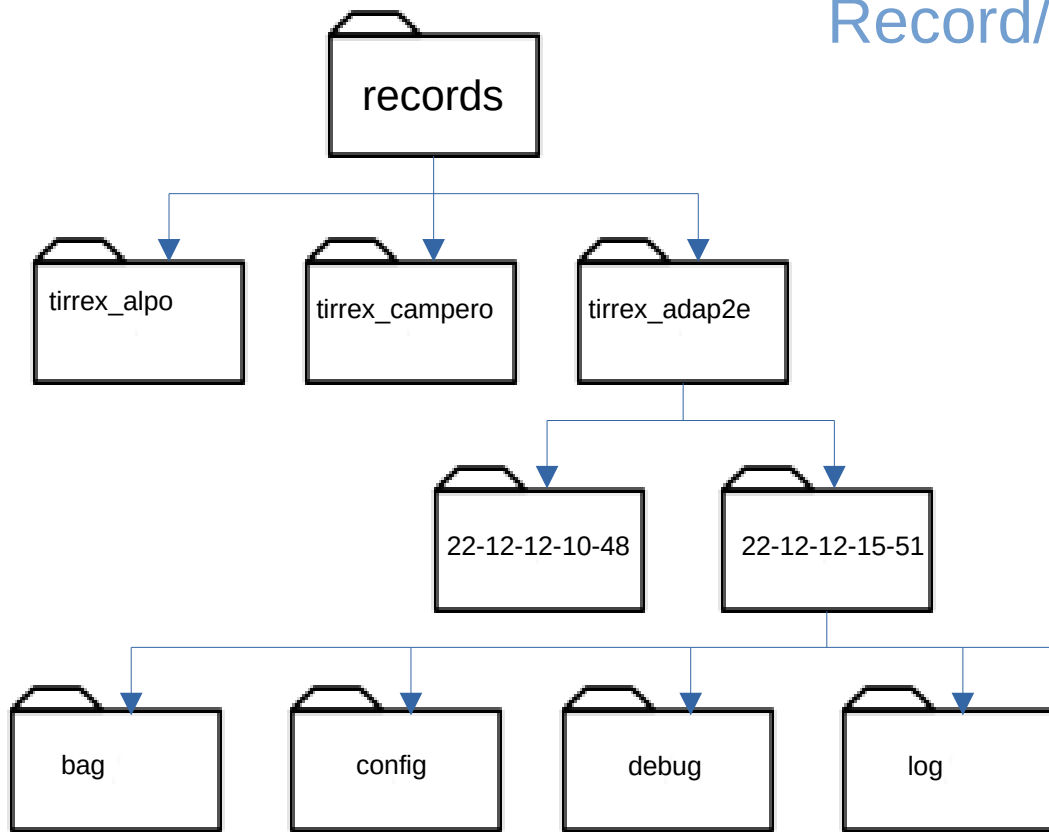 Record/
records
tirrex_alpo
tirrex_campero
tirrex_adap2e
22-12-12-10-48
22-12-12-15-51
bag
config
debug
log